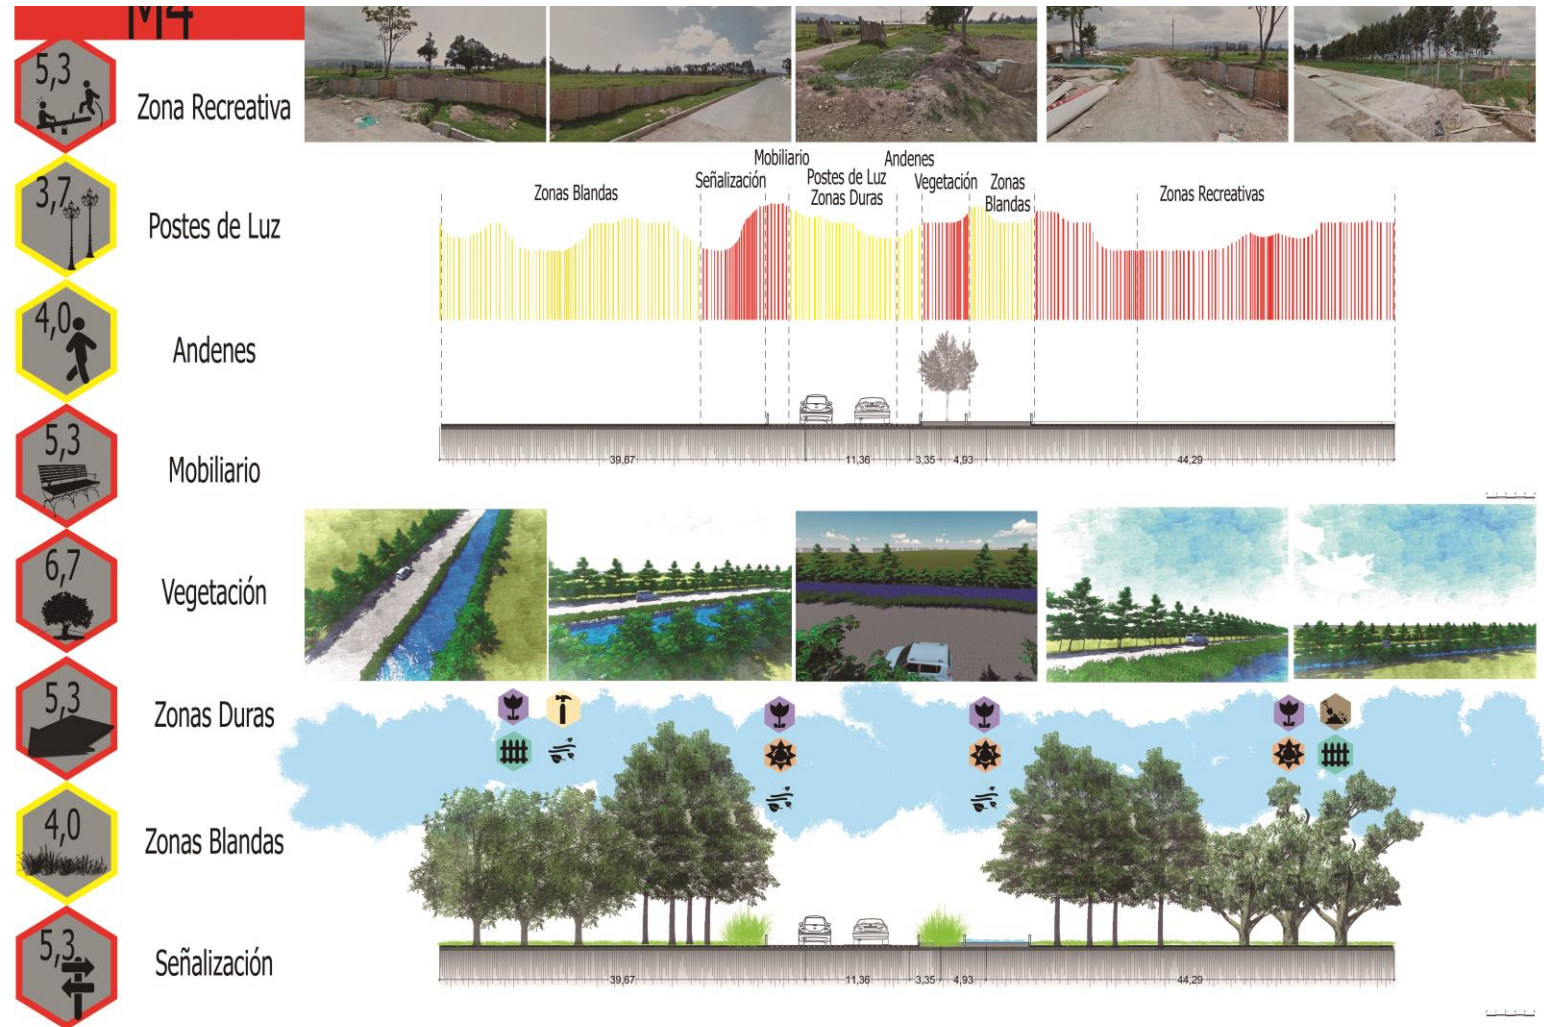 M4
5,3
Zona Recreativa
3,7
Postes de Luz
4,0
Andenes
5,3
Mobiliario
6,7
Vegetación
5,3
Zonas Duras
4,0
Zonas Blandas
5,3
Señalización
Zonas Blandas
Señalización
Mobiliario
Postes de Luz
Zonas Duras
Andenes
Vegetación
Zonas
Blandas
Zonas Recreativas
39,67
11,36
3,35
4,93
44,29
39,67
11,36
3,35
4,93
44,29